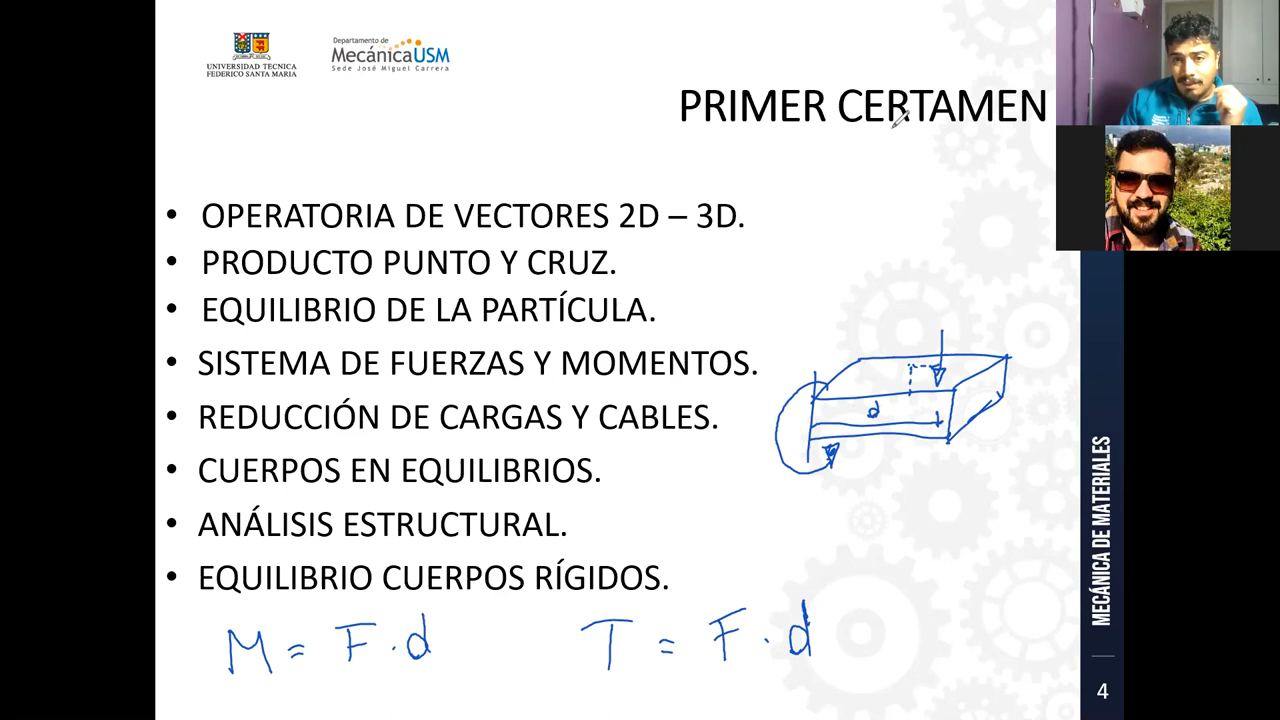 UNIVERSIDAD TECNICA
FEDERICO SANTA MARIA
Departamento de
MecánicaUSM
Sede José Miguel Carrera
PRIMER CERTAMEN
• OPERATORIA DE VECTORES 2D – 3D.
• PRODUCTO PUNTO Y CRUZ.
• EQUILIBRIO DE LA PARTÍCULA.
• SISTEMA DE FUERZAS Y MOMENTOS.
• REDUCCIÓN DE CARGAS Y CABLES.
• CUERPOS EN EQUILIBRIOS.
• ANÁLISIS ESTRUCTURAL.
• EQUILIBRIO CUERPOS RÍGIDOS.
d
M = F . d
T = F . d
MECÁNICA DE MATERIALES
4